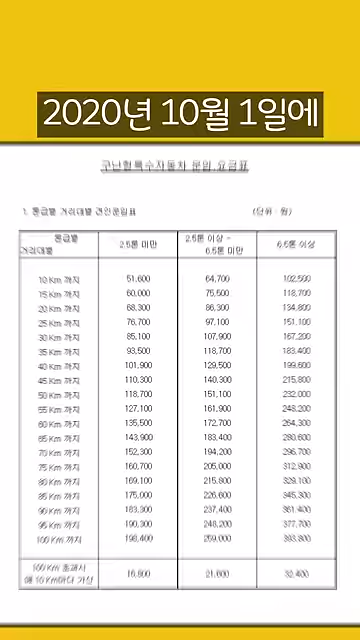 2020년 10월 1일에
구난형특수자동차 운임.요금표
1. 톤급별 거리대별 견인운임표 (단위 : 원)
톤급별
거리대별 2.5톤 미만 2.5톤 이상 ~ 6.5톤 미만 6.5톤 이상
10 Km 까지 51,600 64,700 102,500
15 Km 까지 60,000 75,500 118,700
20 Km 까지 68,300 86,300 134,800
25 Km 까지 76,700 97,100 151,100
30 Km 까지 85,100 107,900 167,200
35 Km 까지 93,500 118,700 183,400
40 Km 까지 101,900 129,500 199,600
45 Km 까지 110,300 140,300 215,800
50 Km 까지 118,700 151,100 232,000
55 Km 까지 127,100 161,900 248,200
60 Km 까지 135,500 172,700 264,300
65 Km 까지 143,900 183,400 280,600
70 Km 까지 152,300 194,200 296,700
75 Km 까지 160,700 205,000 312,900
80 Km 까지 169,100 215,800 329,100
85 Km 까지 175,000 226,600 345,300
90 Km 까지 183,300 237,400 361,400
95 Km 까지 190,300 248,200 377,700
100 Km 까지 198,400 259,000 393,800
100 Km 초과시
매 10 Km마다 가산 16,800 21,600 32,400